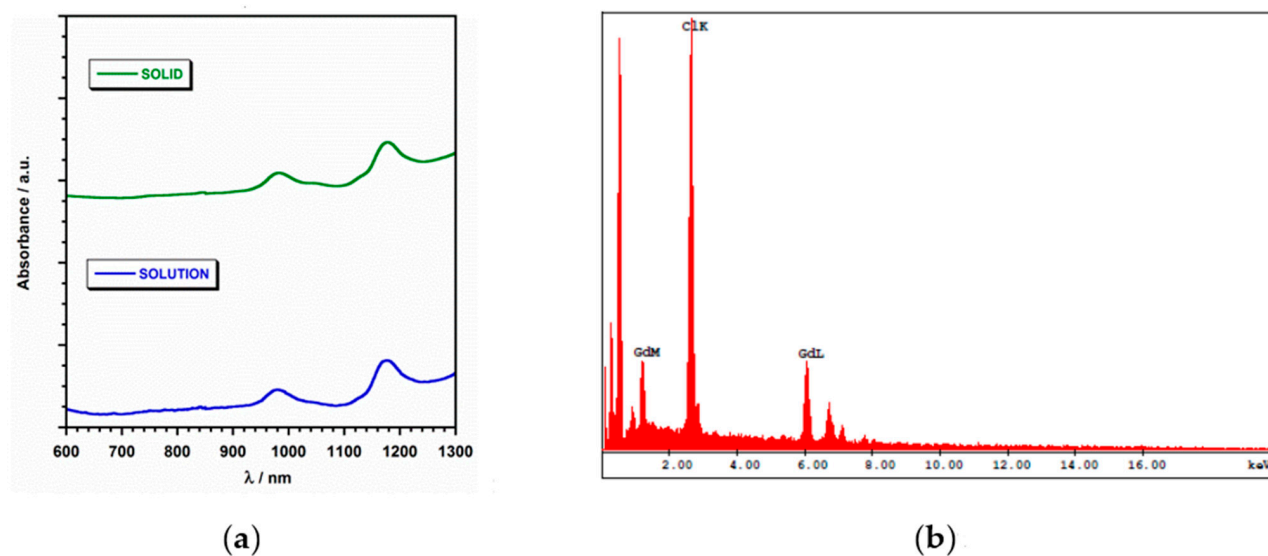 SOLID
SOLUTION
Absorbance / a.u.
600 700 800 900 1000 1100 1200 1300
λ / nm
(a)
ClK
GdM
GdL
2.00 4.00 6.00 8.00 10.00 12.00 14.00 16.00 keV
(b)